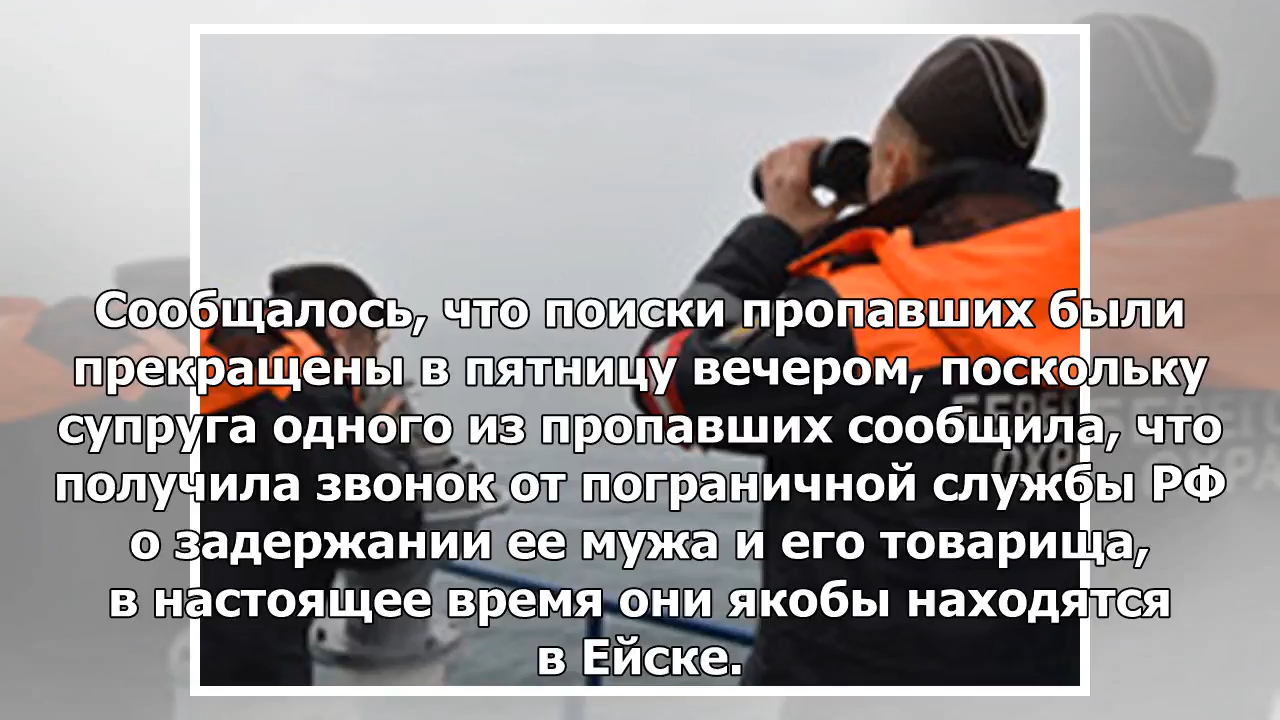 Сообщалось, что поиски пропавших были
прекращены в пятницу вечером, поскольку
супруга одного из пропавших сообщила, что
получила звонок от пограничной службы РФ
о задержании ее мужа и его товарища,
в настоящее время они якобы находятся
в Ейске.